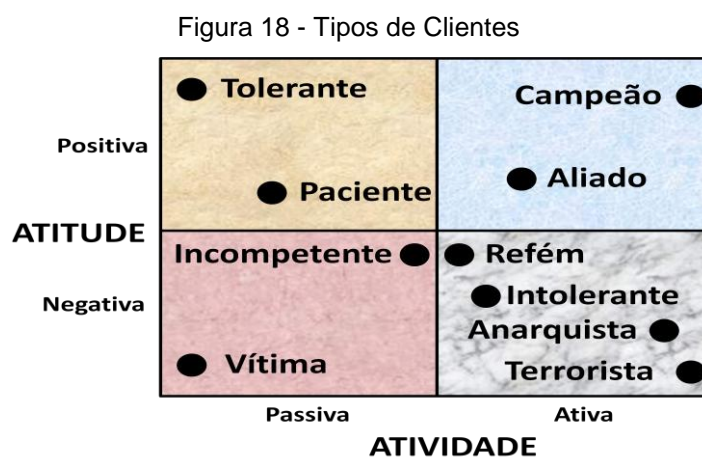 Figura 18 - Tipos de Clientes
Tolerante
Campeão
Positiva
Aliado
Paciente
ATITUDE
Incompetente
Refém
Negativa
Intolerante
Anarquista
Vítima
Terrorista
Passiva
Ativa
ATIVIDADE